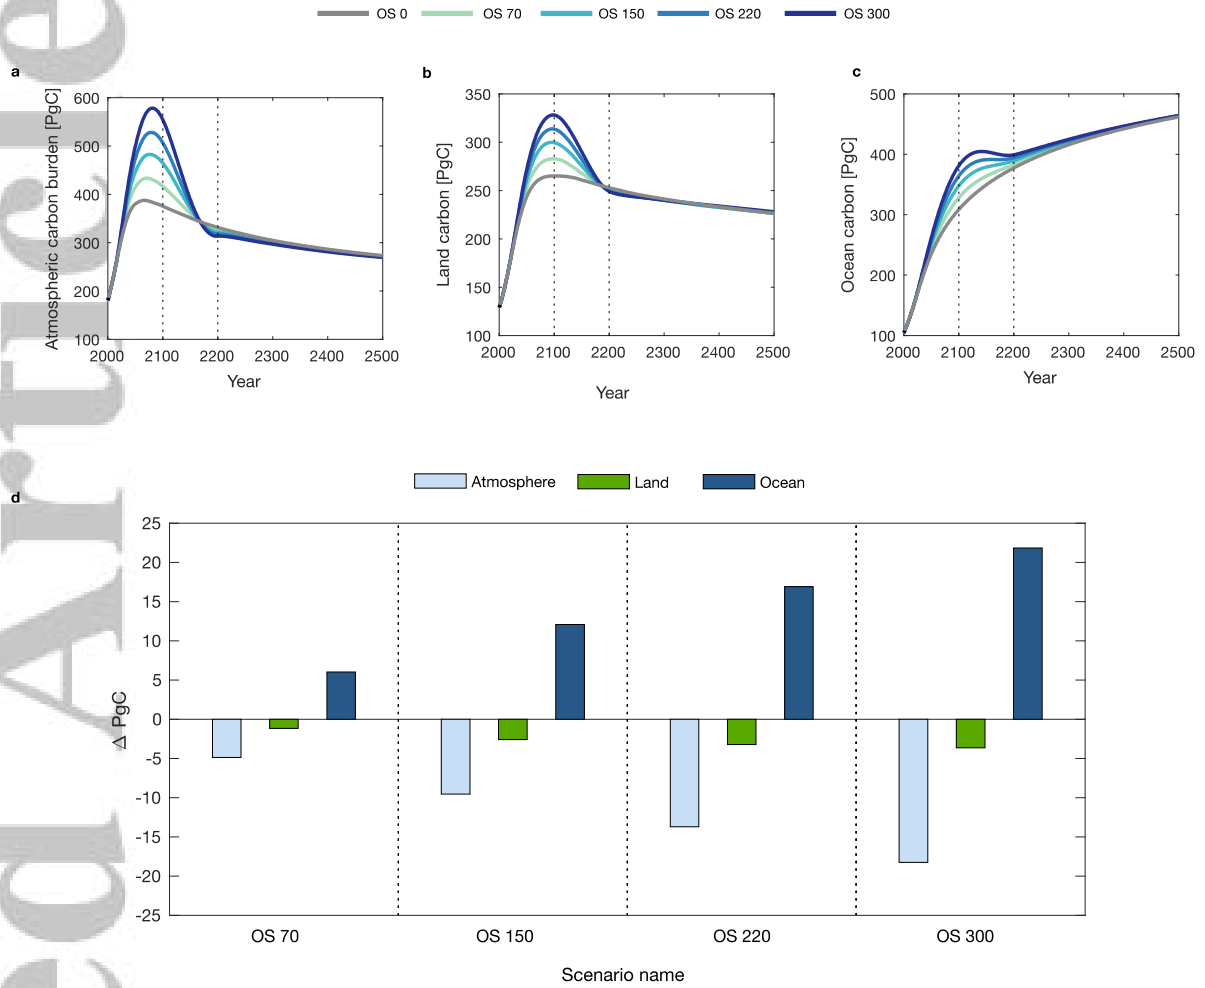 OS 0 OS 70 OS 150 OS 220 OS 300
a b c
600 500 400 300 200 100
Atmospheric carbon burden [PgC]
2000 2100 2200 2300 2400 2500
Year
350 300 250 200 150 100
Land carbon [PgC]
2000 2100 2200 2300 2400 2500
Year
500 400 300 200 100
Ocean carbon [PgC]
2000 2100 2200 2300 2400 2500
Year
Atmosphere Land Ocean
d
25
20
15
10
5
0
-5
-10
-15
-20
-25
△ PgC
OS 70 OS 150 OS 220 OS 300
Scenario name
ed Article